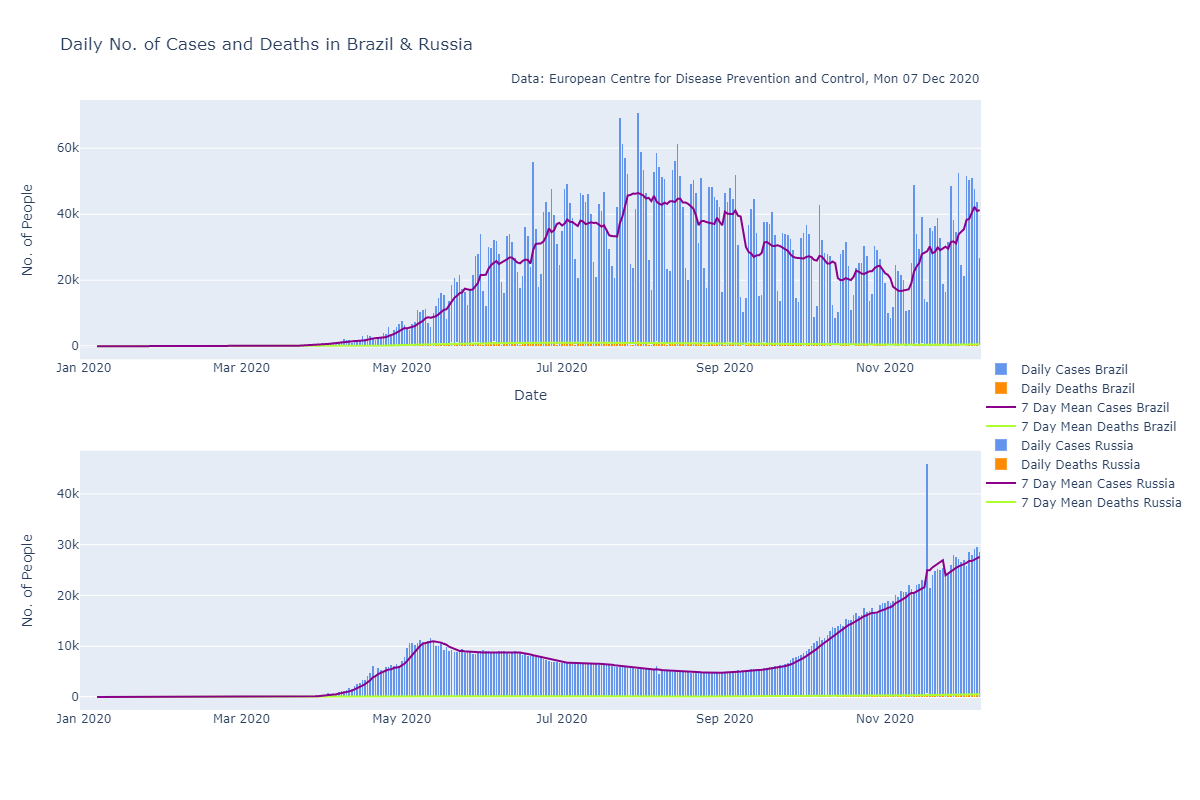 Daily No. of Cases and Deaths in Brazil & Russia
Data: European Centre for Disease Prevention and Control, Mon 07 Dec 2020
No. of People
60k
40k
20k
0
Jan 2020 Mar 2020 May 2020 Jul 2020 Sep 2020 Nov 2020
Date
Daily Cases Brazil
Daily Deaths Brazil
7 Day Mean Cases Brazil
7 Day Mean Deaths Brazil
Daily Cases Russia
Daily Deaths Russia
7 Day Mean Cases Russia
7 Day Mean Deaths Russia
No. of People
40k
30k
20k
10k
0
Jan 2020 Mar 2020 May 2020 Jul 2020 Sep 2020 Nov 2020